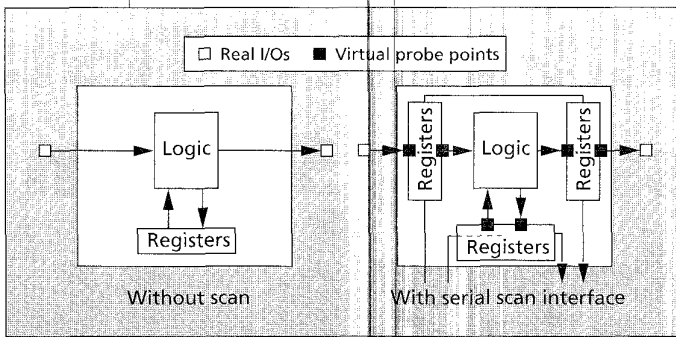 Real I/Os Virtual probe points
Logic
Registers
Without scan
Registers
Logic
Registers
Registers
With serial scan interface